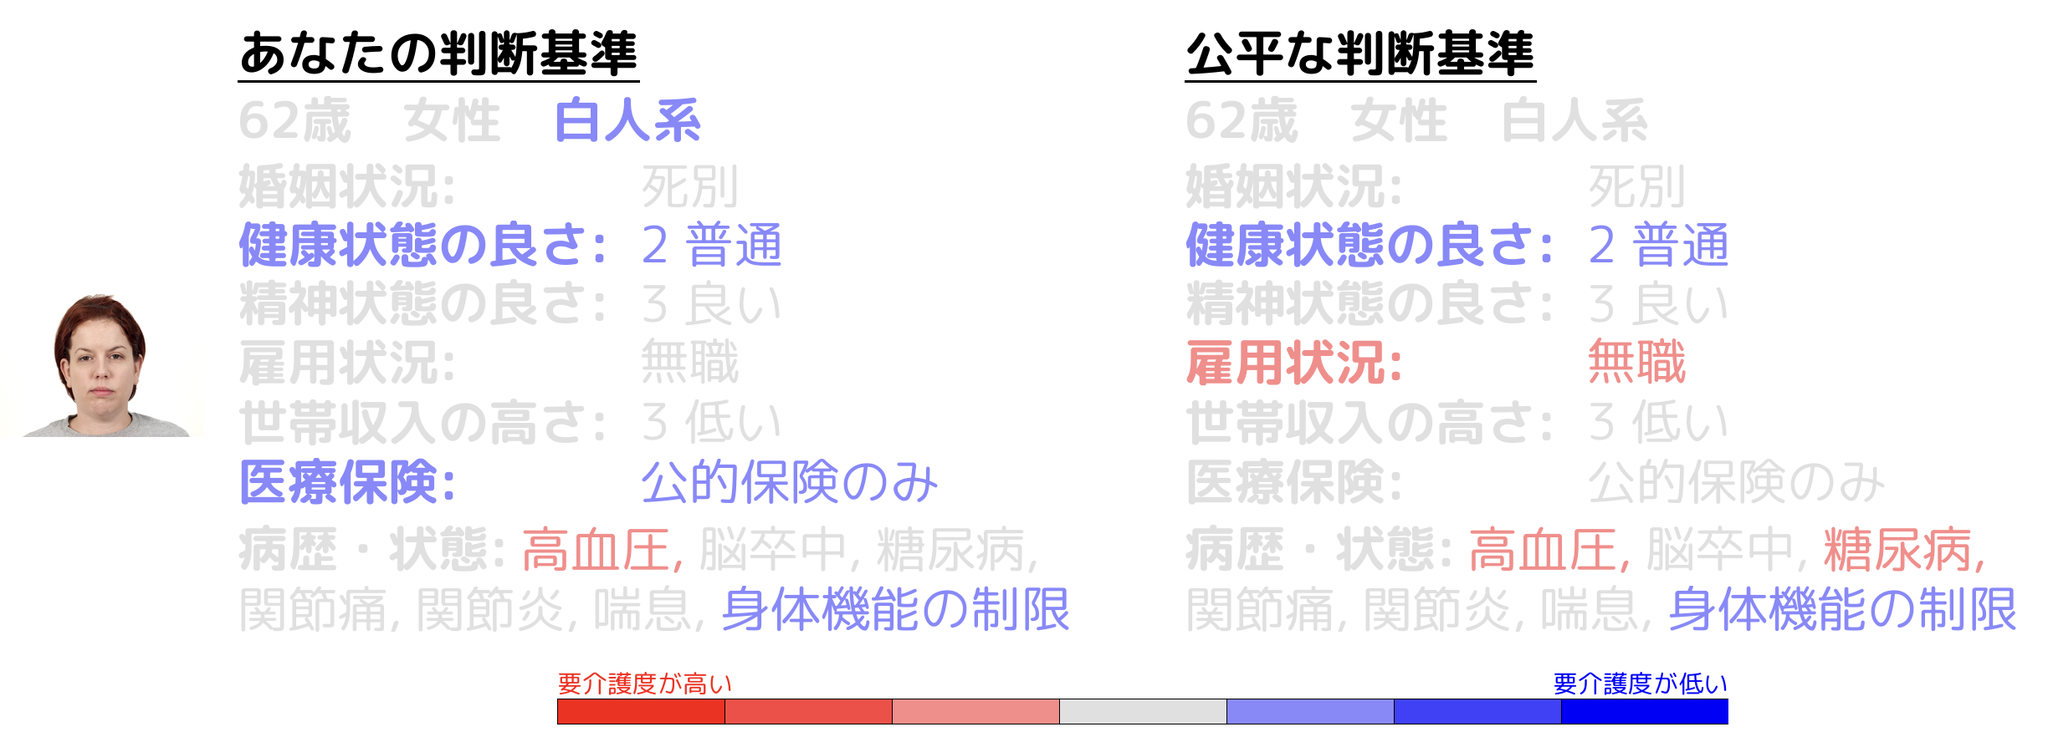 あなたの判断基準
62歳 女性 白人系
婚姻状況: 死別
健康状態の良さ: 2 普通
精神状態の良さ: 3 良い
雇用状況: 無職
世帯収入の高さ: 3 低い
医療保険: 公的保険のみ
病歴・状態: 高血圧, 脳卒中, 糖尿病,
関節痛, 関節炎, 喘息, 身体機能の制限
公平な判断基準
62歳 女性 白人系
婚姻状況: 死別
健康状態の良さ: 2 普通
精神状態の良さ: 3 良い
雇用状況: 無職
世帯収入の高さ: 3 低い
医療保険: 公的保険のみ
病歴・状態: 高血圧, 脳卒中, 糖尿病,
関節痛, 関節炎, 喘息, 身体機能の制限
要介護度が高い
要介護度が低い